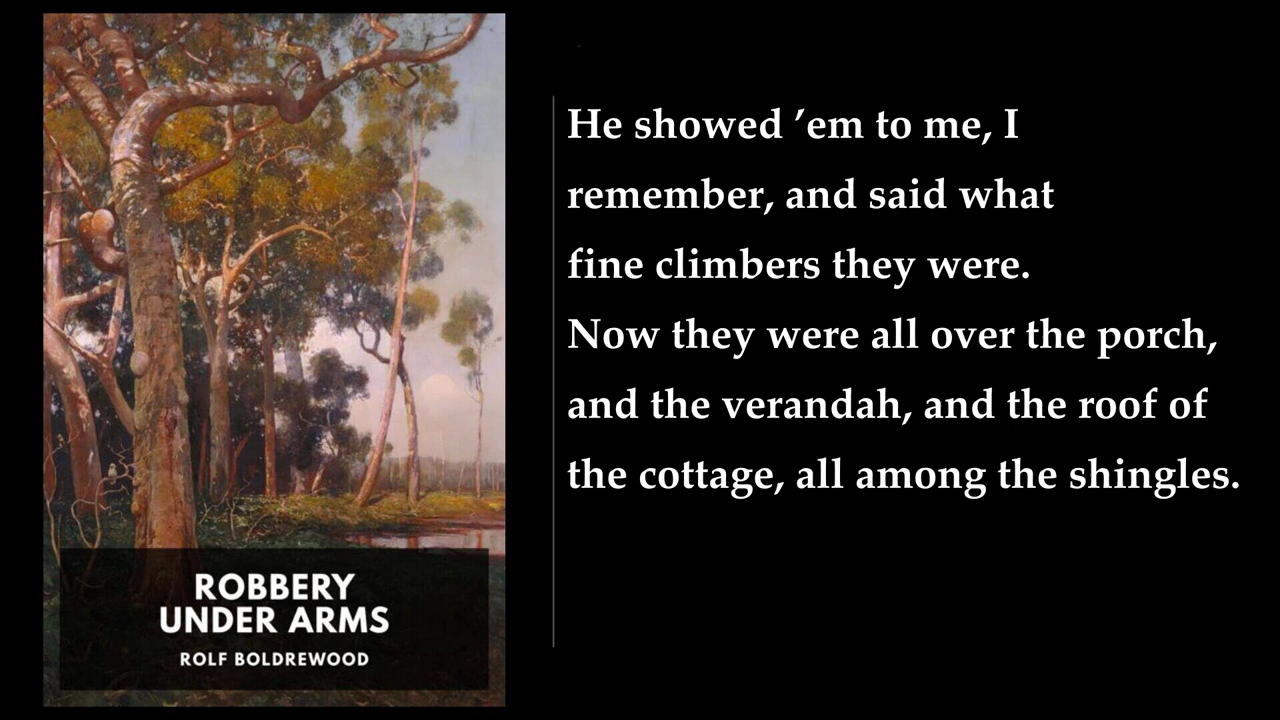 He showed ’em to me, I
remember, and said what
fine climbers they were.
Now they were all over the porch,
and the verandah, and the roof of
the cottage, all among the shingles.
ROBBERY
UNDER ARMS
ROLF BOLDREWOOD